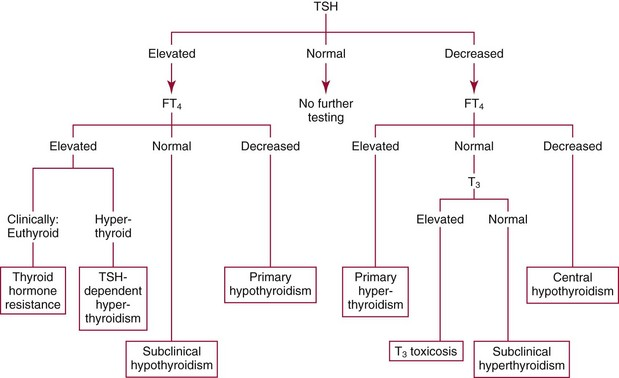 TSH
Elevated
Normal
Decreased
FT4
No further
testing
FT4
Elevated
Normal
Decreased
Elevated
Normal
Decreased
T3
Clinically:
Euthyroid
Hyper-
thyroid
Elevated
Normal
Thyroid
hormone
resistance
TSH-
dependent
hyper-
thyroidism
Primary
hypothyroidism
Primary
hyper-
thyroidism
Central
hypothyroidism
Subclinical
hypothyroidism
T3 toxicosis
Subclinical
hyperthyroidism